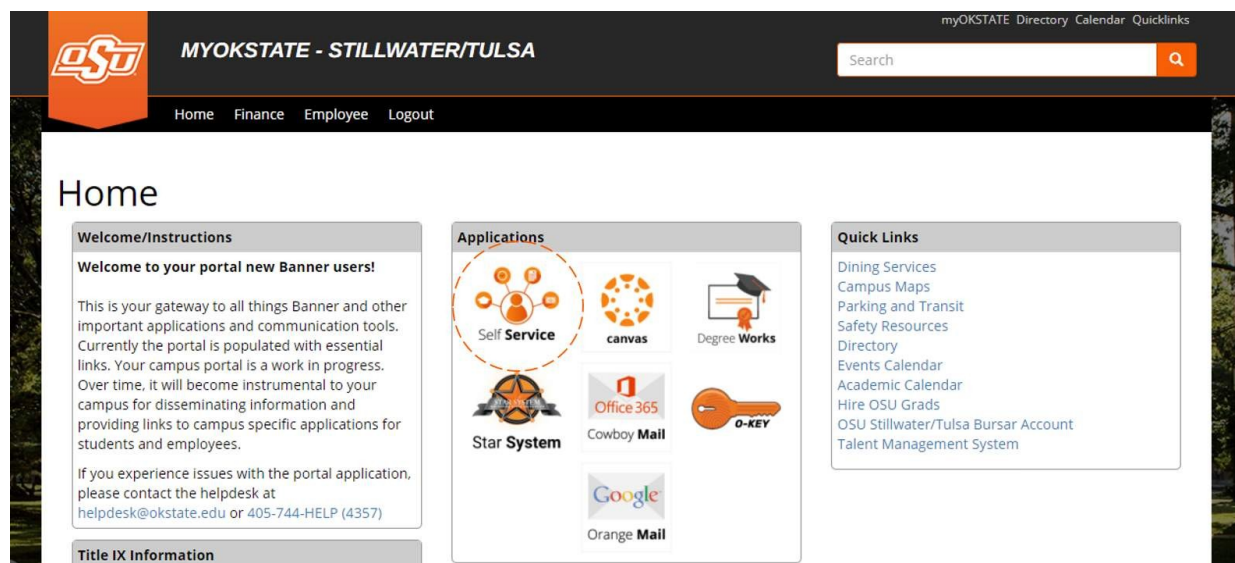 myOKSTATE Directory Calendar Quicklinks
OSU
MYOKSTATE - STILLWATER/TULSA
Search
Home Finance Employee Logout
Home
Welcome/Instructions
Welcome to your portal new Banner users!
This is your gateway to all things Banner and other
important applications and communication tools.
Currently the portal is populated with essential
links. Your campus portal is a work in progress.
Over time, it will become instrumental to your
campus for disseminating information and
providing links to campus specific applications for
students and employees.
If you experience issues with the portal application,
please contact the helpdesk at
helpdesk@okstate.edu or 405-744-HELP (4357)
Title IX Information
Applications
Self Service
canvas
Degree Works
STAR SYSTEM
Star System
Office 365
Cowboy Mail
O-KEY
Google
Orange Mail
Quick Links
Dining Services
Campus Maps
Parking and Transit
Safety Resources
Directory
Events Calendar
Academic Calendar
Hire OSU Grads
OSU Stillwater/Tulsa Bursar Account
Talent Management System